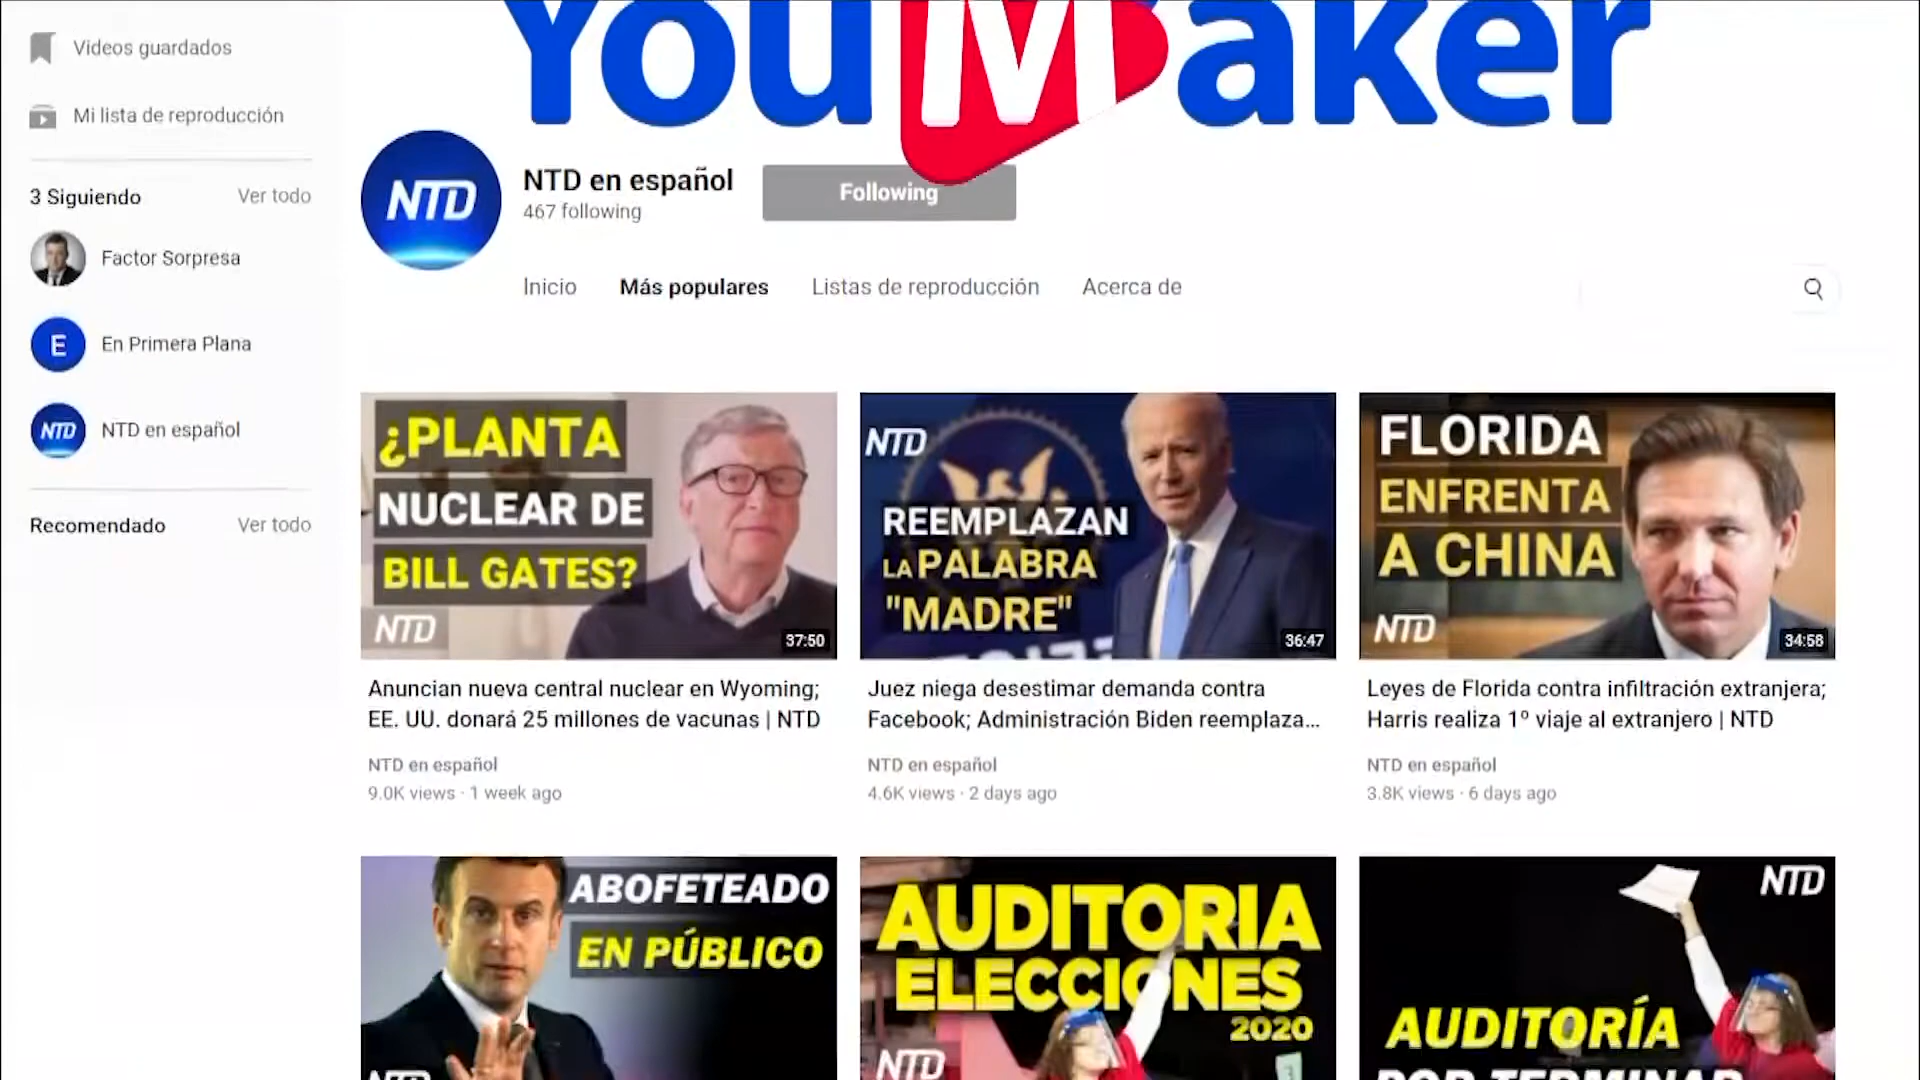 YouMaker
Videos guardados
Mi lista de reproducción
3 Siguiendo
Ver todo
Factor Sorpresa
E
En Primera Plana
NTD
NTD en español
Recomendado
Ver todo
NTD
NTD en español
467 following
Following
Inicio
Más populares
Listas de reproducción
Acerca de
¿PLANTA
NUCLEAR DE
BILL GATES?
NTD
37:50
Anuncian nueva central nuclear en Wyoming;
EE. UU. donará 25 millones de vacunas | NTD
NTD en español
9.0K views · 1 week ago
NTD
REEMPLAZAN
LA PALABRA
"MADRE"
36:47
Juez niega desestimar demanda contra
Facebook; Administración Biden reemplaza...
NTD en español
4.6K views · 2 days ago
FLORIDA
ENFRENTA
A CHINA
NTD
34:58
Leyes de Florida contra infiltración extranjera;
Harris realiza 1º viaje al extranjero | NTD
NTD en español
3.8K views · 6 days ago
ABOFETEADO
EN PÚBLICO
NTD
AUDITORIA
ELECCIONES
2020
NTD
NTD
AUDITORÍA
POR TERMINAR